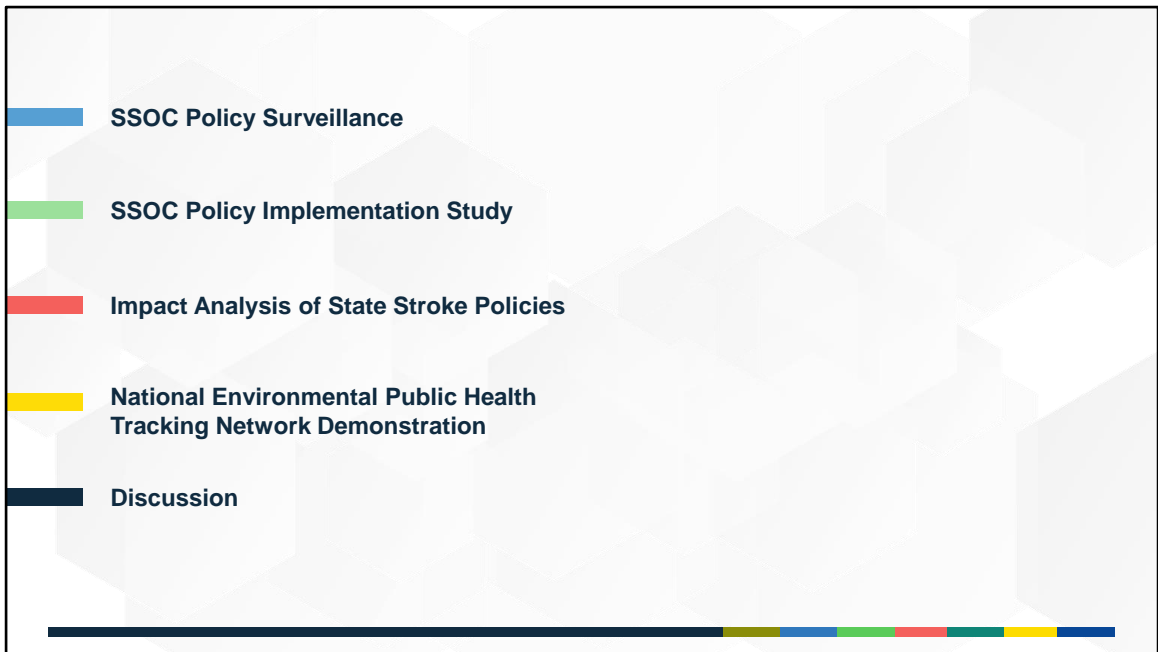 SSOC Policy Surveillance
SSOC Policy Implementation Study
Impact Analysis of State Stroke Policies
National Environmental Public Health
Tracking Network Demonstration
Discussion